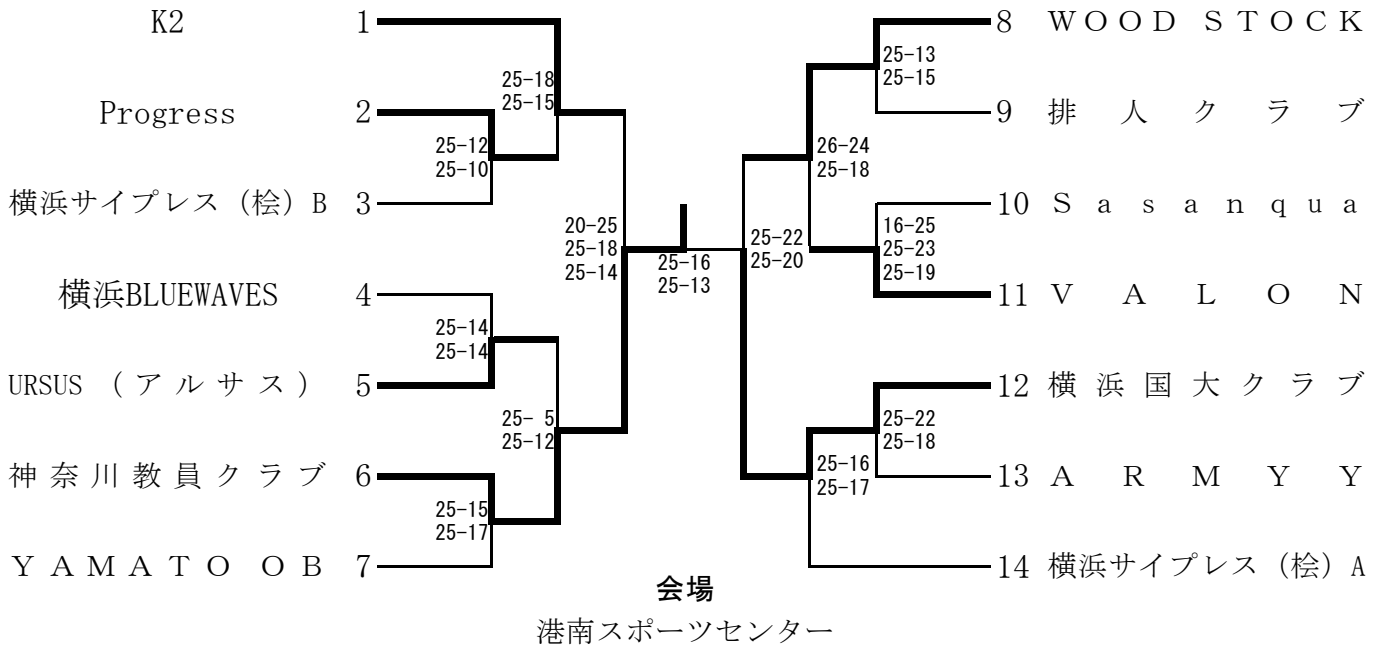 K2 1
25-18
25-15
Progress 2
25-12
25-10
横浜サイプレス（桧）B 3
20-25
25-18
25-14
横浜BLUEWAVES 4
25-14
25-14
URSUS （アルサス） 5
25- 5
25-12
神奈川教員クラブ 6
25-15
25-17
ＹＡＭＡＴＯ ＯＢ 7
25-16
25-13
8 ＷＯＯＤ ＳＴＯＣＫ
25-13
25-15
9 排人クラブ
26-24
25-18
10 Ｓａｓａｎｑｕａ
16-25
25-23
25-19
11 ＶＡＬＯＮ
25-22
25-20
12 横浜国大クラブ
25-22
25-18
13 ＡＲＭＹＹ
25-16
25-17
14 横浜サイプレス（桧）A
会場
港南スポーツセンター